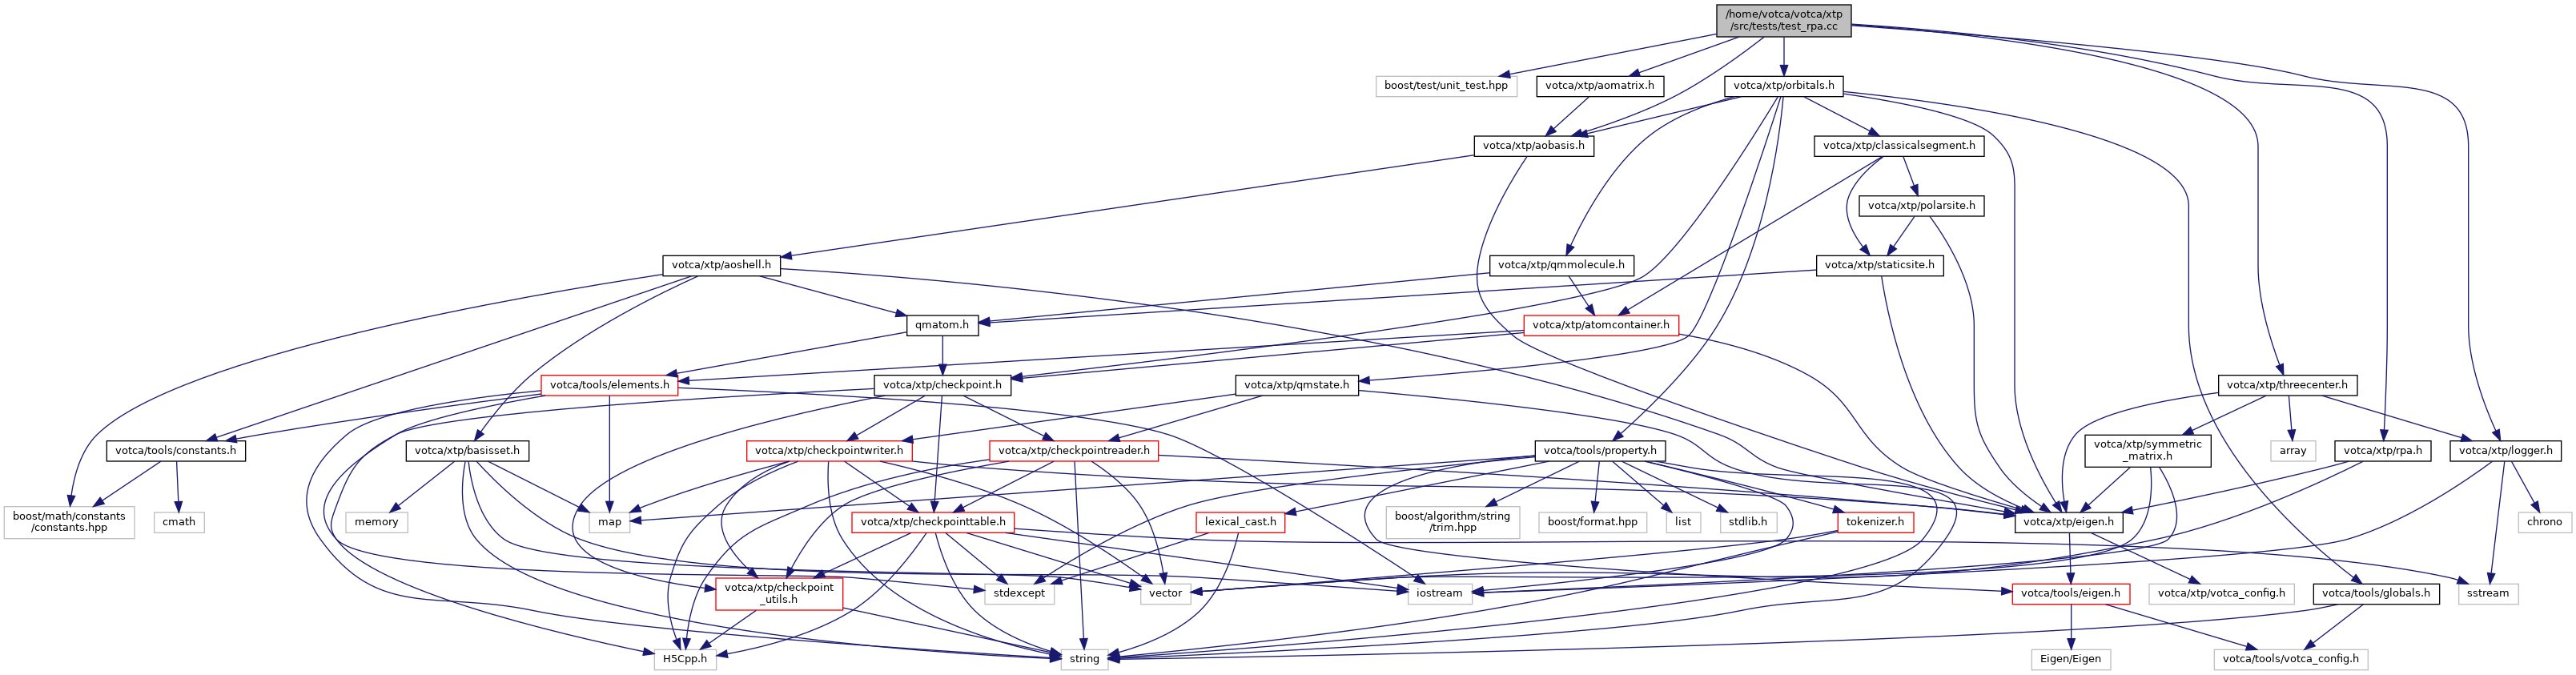 /home/votca/votca/xtp
/src/tests/test_rpa.cc
boost/test/unit_test.hpp
votca/xtp/aomatrix.h
votca/xtp/orbitals.h
votca/xtp/aobasis.h
votca/xtp/classicalsegment.h
votca/xtp/polarsite.h
votca/xtp/aoshell.h
votca/xtp/qmmolecule.h
votca/xtp/staticsite.h
qmatom.h
votca/xtp/atomcontainer.h
votca/tools/elements.h
votca/xtp/checkpoint.h
votca/xtp/qmstate.h
votca/xtp/threecenter.h
votca/tools/constants.h
votca/xtp/basisset.h
votca/xtp/checkpointwriter.h
votca/xtp/checkpointreader.h
votca/tools/property.h
votca/xtp/symmetric
_matrix.h
array
votca/xtp/rpa.h
votca/xtp/logger.h
boost/math/constants
/constants.hpp
cmath
memory
map
votca/xtp/checkpointtable.h
lexical_cast.h
boost/algorithm/string
/trim.hpp
boost/format.hpp
list
stdlib.h
tokenizer.h
votca/xtp/eigen.h
chrono
votca/xtp/checkpoint
_utils.h
stdexcept
vector
iostream
votca/tools/eigen.h
votca/xtp/votca_config.h
votca/tools/globals.h
sstream
H5Cpp.h
string
Eigen/Eigen
votca/tools/votca_config.h